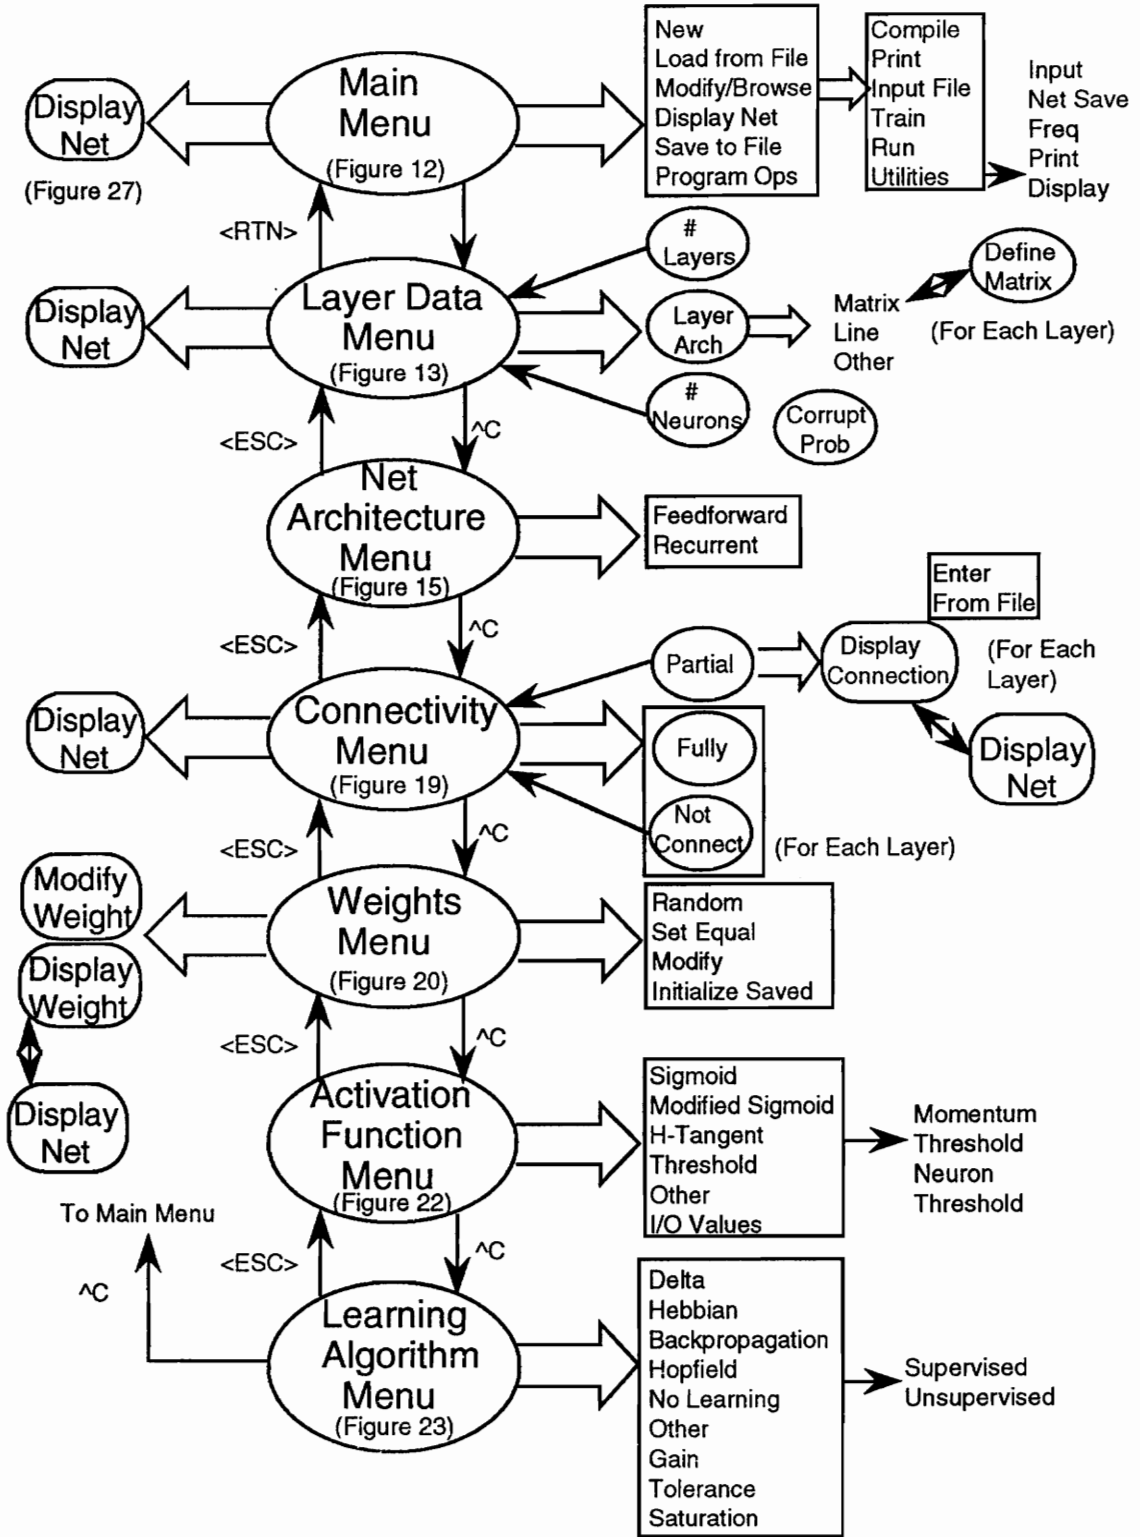 New
Load from File
Modify/Browse
Display Net
Save to File
Program Ops
Compile
Print
Input File
Train
Run
Utilities
Input
Net Save
Freq
Print
Display
Main
Menu
(Figure 12)
Display
Net
(Figure 27)
<RTN>
#
Layers
Define
Matrix
Layer Data
Menu
(Figure 13)
Display
Net
Layer
Arch
Matrix
Line
Other
(For Each Layer)
#
Neurons
Corrupt
Prob
<ESC>
^C
Net
Architecture
Menu
(Figure 15)
Feedforward
Recurrent
Enter
From File
<ESC>
^C
Partial
Display
Connection
(For Each
Layer)
Connectivity
Menu
(Figure 19)
Display
Net
Fully
Display
Net
Not
Connect
(For Each Layer)
<ESC>
^C
Modify
Weight
Weights
Menu
(Figure 20)
Random
Set Equal
Modify
Initialize Saved
Display
Weight
<ESC>
^C
Display
Net
Activation
Function
Menu
(Figure 22)
Sigmoid
Modified Sigmoid
H-Tangent
Threshold
Other
I/O Values
Momentum
Threshold
Neuron
Threshold
To Main Menu
<ESC>
^C
^C
Learning
Algorithm
Menu
(Figure 23)
Delta
Hebbian
Backpropagation
Hopfield
No Learning
Other
Gain
Tolerance
Saturation
Supervised
Unsupervised